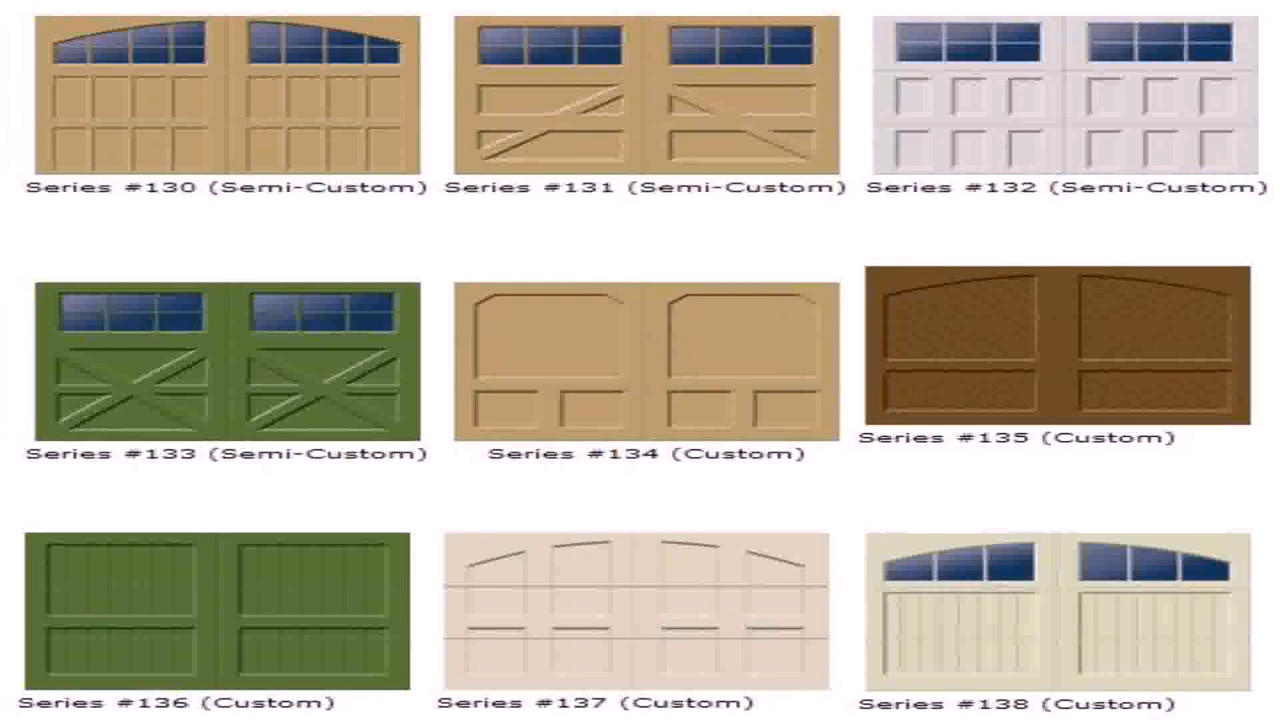 Series #130 (Semi-Custom)
Series #131 (Semi-Custom)
Series #132 (Semi-Custom)
Series #133 (Semi-Custom)
Series #134 (Custom)
Series #135 (Custom)
Series #136 (Custom)
Series #137 (Custom)
Series #138 (Custom)